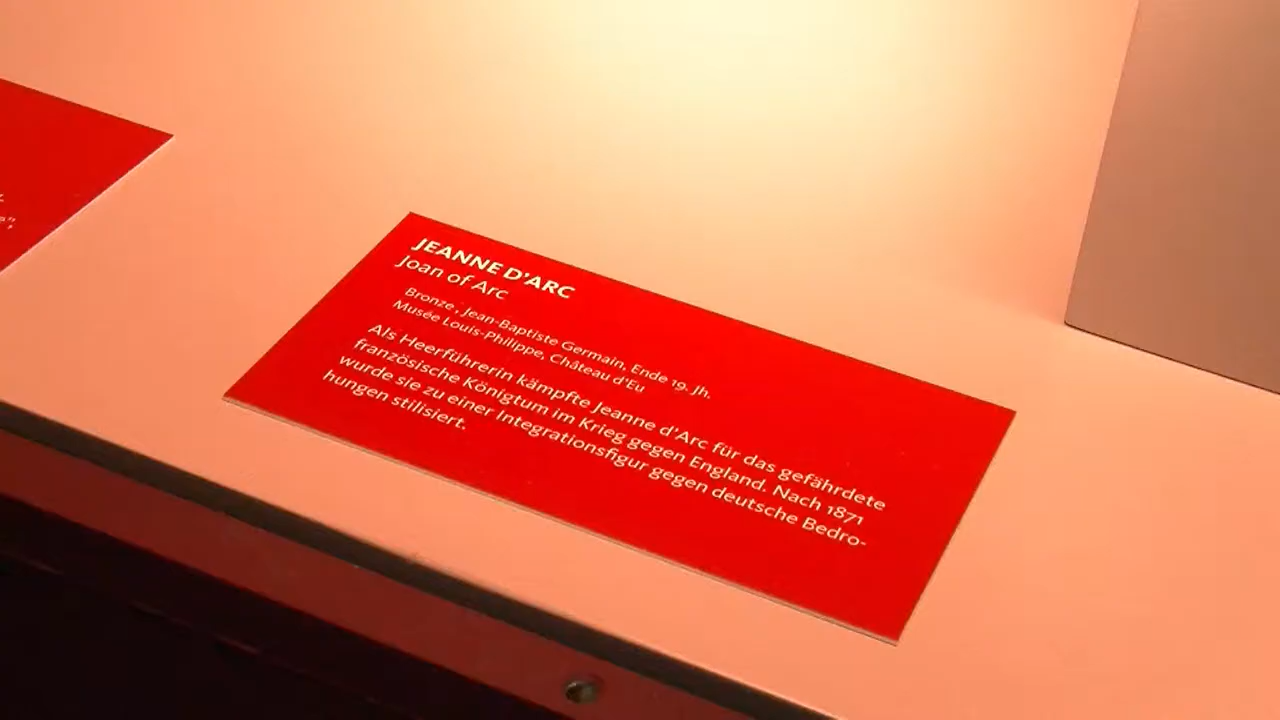 JEANNE D'ARC
Joan of Arc
Bronze, Jean-Baptiste Germain, Ende 19. Jh.
Musée Louis-Philippe, Château d'Eu
Als Heerführerin kämpfte Jeanne d'Arc für das gefährdete
französische Königtum im Krieg gegen England. Nach 1871
wurde sie zu einer Integrationsfigur gegen deutsche Bedro-
hungen stilisiert.